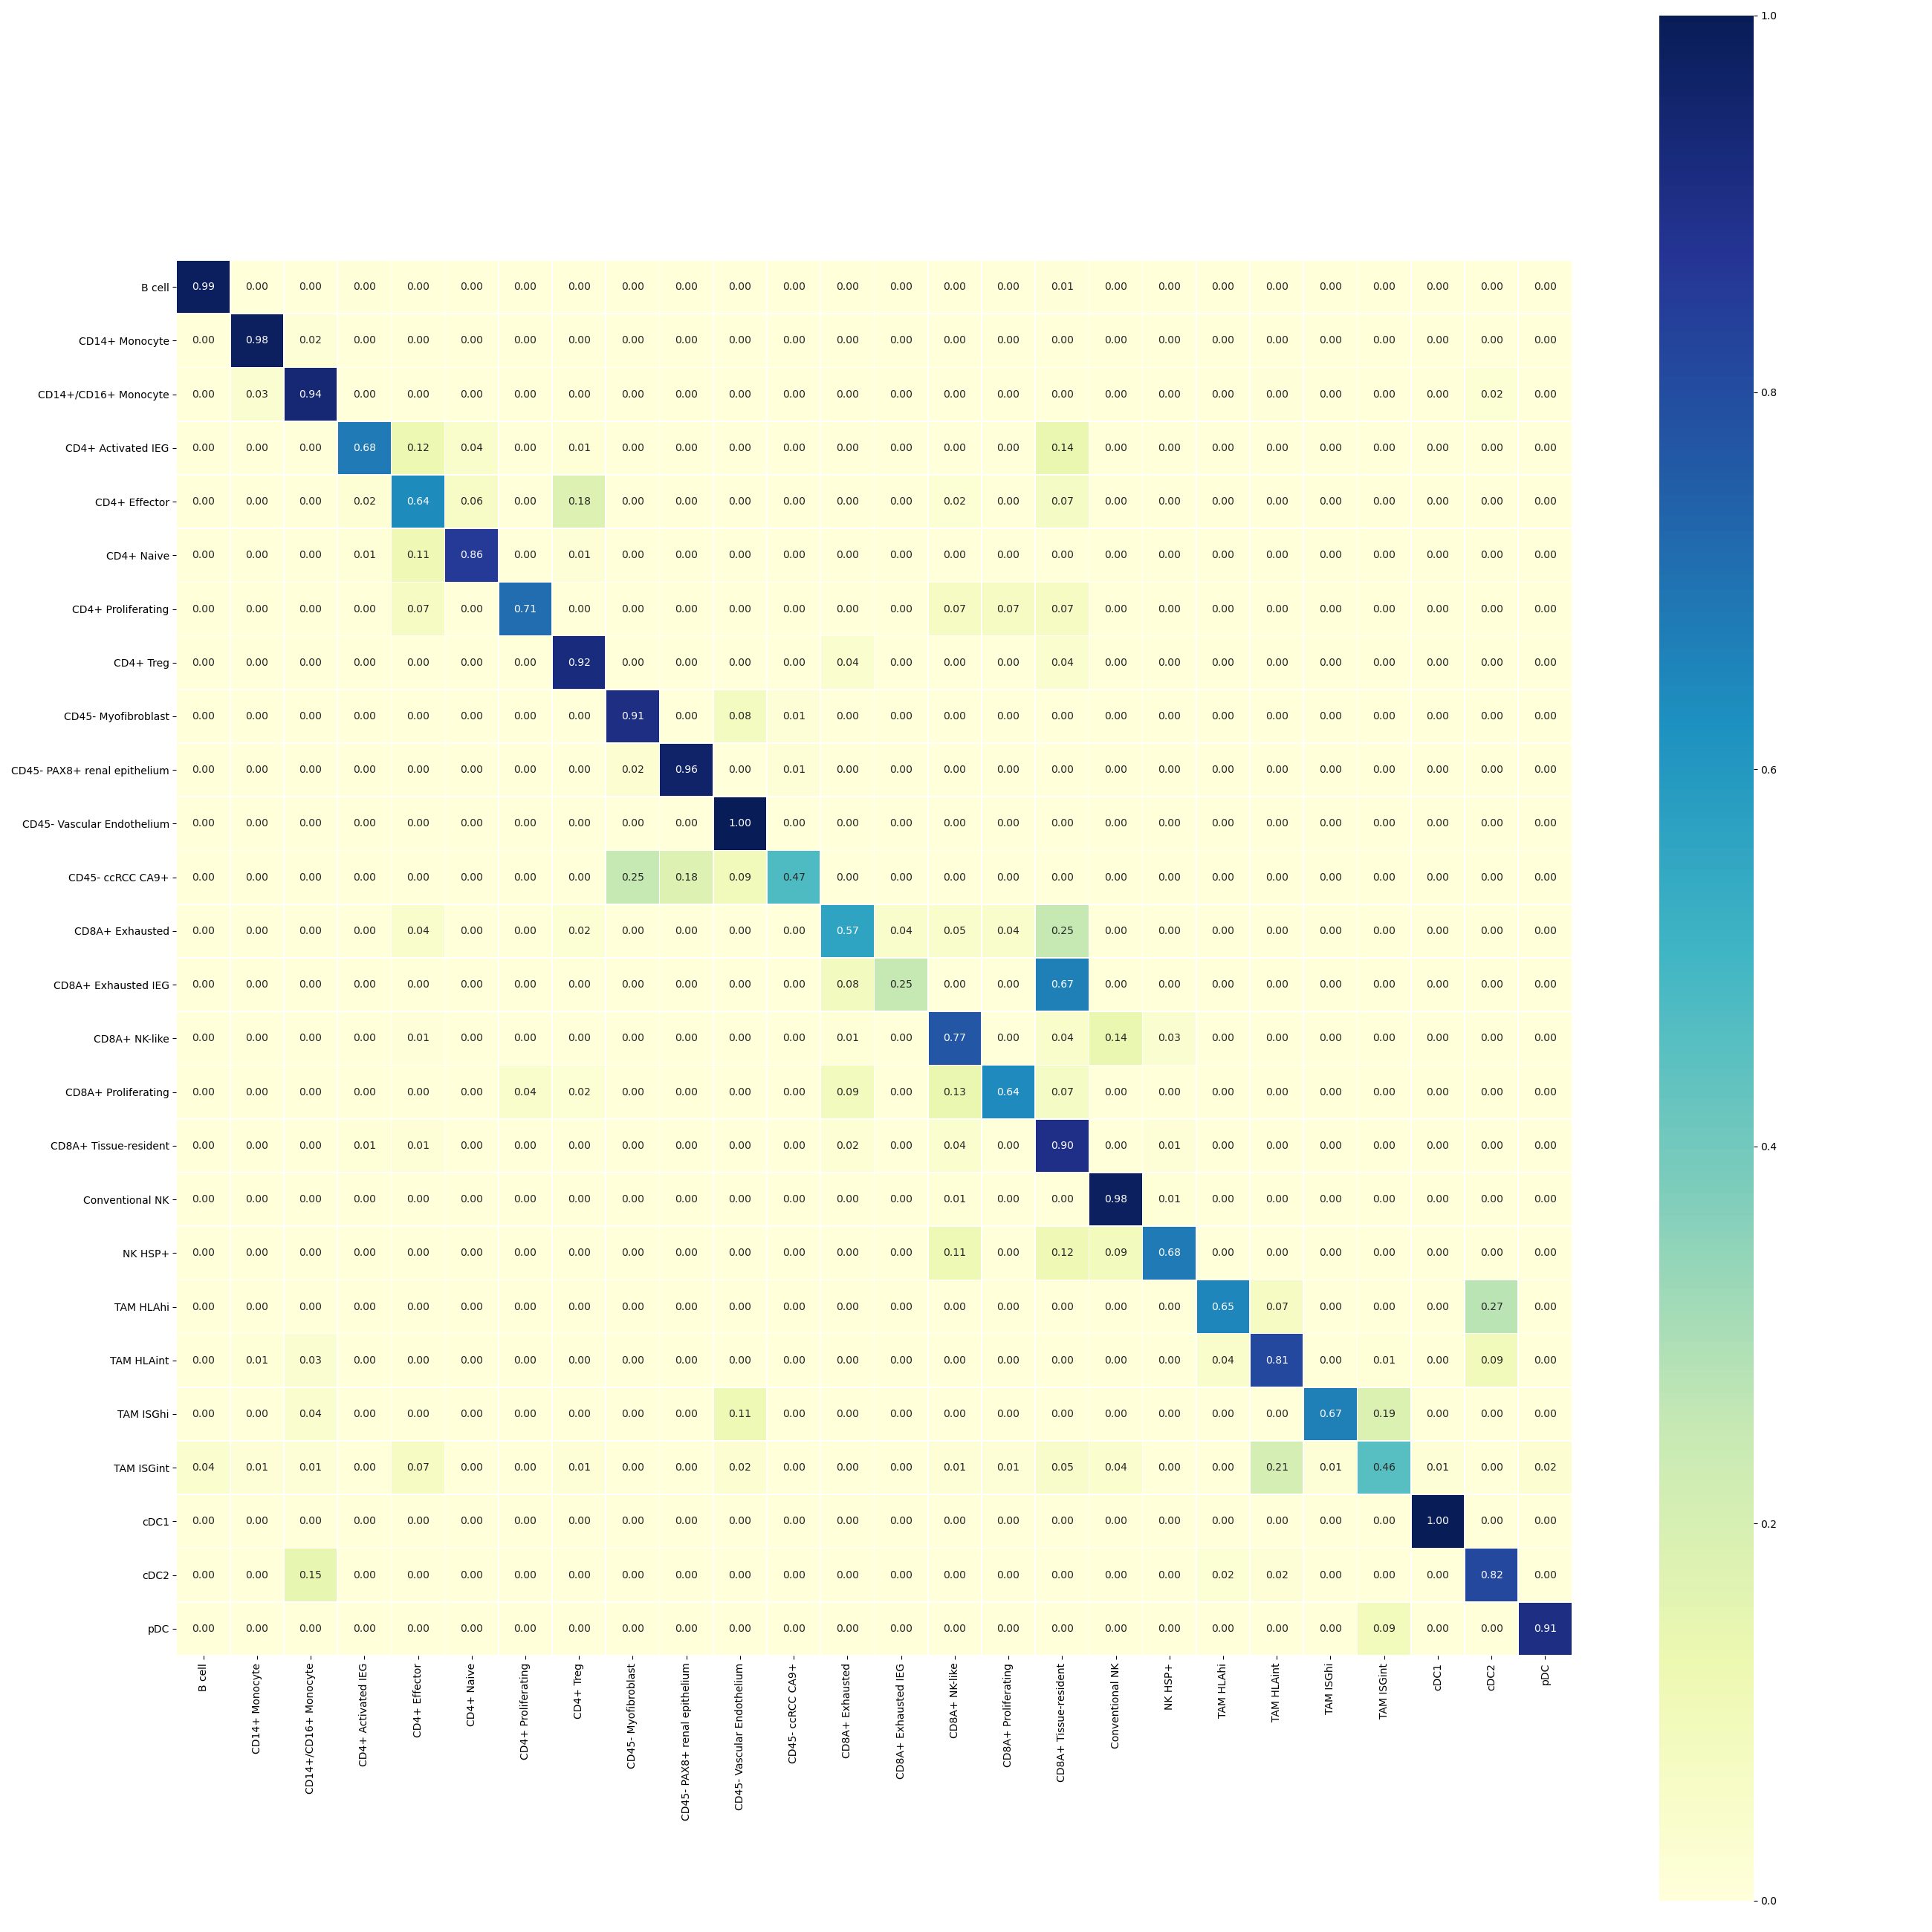 B cell 0.99 0.00 0.00 0.00 0.00 0.00 0.00 0.00 0.00 0.00 0.00 0.00 0.00 0.00 0.00 0.00 0.01 0.00 0.00 0.00 0.00 0.00 0.00 0.00 0.00 0.00
CD14+ Monocyte 0.00 0.98 0.02 0.00 0.00 0.00 0.00 0.00 0.00 0.00 0.00 0.00 0.00 0.00 0.00 0.00 0.00 0.00 0.00 0.00 0.00 0.00 0.00 0.00 0.00 0.00
CD14+/CD16+ Monocyte 0.00 0.03 0.94 0.00 0.00 0.00 0.00 0.00 0.00 0.00 0.00 0.00 0.00 0.00 0.00 0.00 0.00 0.00 0.00 0.00 0.00 0.00 0.00 0.00 0.02 0.00
CD4+ Activated IEG 0.00 0.00 0.00 0.68 0.12 0.04 0.00 0.01 0.00 0.00 0.00 0.00 0.00 0.00 0.00 0.00 0.14 0.00 0.00 0.00 0.00 0.00 0.00 0.00 0.00 0.00
CD4+ Effector 0.00 0.00 0.00 0.02 0.64 0.06 0.00 0.18 0.00 0.00 0.00 0.00 0.00 0.00 0.02 0.00 0.07 0.00 0.00 0.00 0.00 0.00 0.00 0.00 0.00 0.00
CD4+ Naive 0.00 0.00 0.00 0.01 0.11 0.86 0.00 0.01 0.00 0.00 0.00 0.00 0.00 0.00 0.00 0.00 0.00 0.00 0.00 0.00 0.00 0.00 0.00 0.00 0.00 0.00
CD4+ Proliferating 0.00 0.00 0.00 0.00 0.07 0.00 0.71 0.00 0.00 0.00 0.00 0.00 0.00 0.00 0.07 0.07 0.07 0.00 0.00 0.00 0.00 0.00 0.00 0.00 0.00 0.00
CD4+ Treg 0.00 0.00 0.00 0.00 0.00 0.00 0.00 0.92 0.00 0.00 0.00 0.00 0.04 0.00 0.00 0.00 0.04 0.00 0.00 0.00 0.00 0.00 0.00 0.00 0.00 0.00
CD45- Myofibroblast 0.00 0.00 0.00 0.00 0.00 0.00 0.00 0.00 0.91 0.00 0.08 0.01 0.00 0.00 0.00 0.00 0.00 0.00 0.00 0.00 0.00 0.00 0.00 0.00 0.00 0.00
CD45- PAX8+ renal epithelium 0.00 0.00 0.00 0.00 0.00 0.00 0.00 0.00 0.02 0.96 0.00 0.01 0.00 0.00 0.00 0.00 0.00 0.00 0.00 0.00 0.00 0.00 0.00 0.00 0.00 0.00
CD45- Vascular Endothelium 0.00 0.00 0.00 0.00 0.00 0.00 0.00 0.00 0.00 0.00 1.00 0.00 0.00 0.00 0.00 0.00 0.00 0.00 0.00 0.00 0.00 0.00 0.00 0.00 0.00 0.00
CD45- ccRCC CA9+ 0.00 0.00 0.00 0.00 0.00 0.00 0.00 0.00 0.25 0.18 0.09 0.47 0.00 0.00 0.00 0.00 0.00 0.00 0.00 0.00 0.00 0.00 0.00 0.00 0.00 0.00
CD8A+ Exhausted 0.00 0.00 0.00 0.00 0.04 0.00 0.00 0.02 0.00 0.00 0.00 0.00 0.57 0.04 0.05 0.04 0.25 0.00 0.00 0.00 0.00 0.00 0.00 0.00 0.00 0.00
CD8A+ Exhausted IEG 0.00 0.00 0.00 0.00 0.00 0.00 0.00 0.00 0.00 0.00 0.00 0.00 0.08 0.25 0.00 0.00 0.67 0.00 0.00 0.00 0.00 0.00 0.00 0.00 0.00 0.00
CD8A+ NK-like 0.00 0.00 0.00 0.00 0.01 0.00 0.00 0.00 0.00 0.00 0.00 0.00 0.01 0.00 0.77 0.00 0.04 0.14 0.03 0.00 0.00 0.00 0.00 0.00 0.00 0.00
CD8A+ Proliferating 0.00 0.00 0.00 0.00 0.00 0.00 0.04 0.02 0.00 0.00 0.00 0.00 0.09 0.00 0.13 0.64 0.07 0.00 0.00 0.00 0.00 0.00 0.00 0.00 0.00 0.00
CD8A+ Tissue-resident 0.00 0.00 0.00 0.01 0.01 0.00 0.00 0.00 0.00 0.00 0.00 0.00 0.02 0.00 0.04 0.00 0.90 0.00 0.01 0.00 0.00 0.00 0.00 0.00 0.00 0.00
Conventional NK 0.00 0.00 0.00 0.00 0.00 0.00 0.00 0.00 0.00 0.00 0.00 0.00 0.00 0.00 0.01 0.00 0.00 0.98 0.01 0.00 0.00 0.00 0.00 0.00 0.00 0.00
NK HSP+ 0.00 0.00 0.00 0.00 0.00 0.00 0.00 0.00 0.00 0.00 0.00 0.00 0.00 0.00 0.11 0.00 0.12 0.09 0.68 0.00 0.00 0.00 0.00 0.00 0.00 0.00
TAM HLAhi 0.00 0.00 0.00 0.00 0.00 0.00 0.00 0.00 0.00 0.00 0.00 0.00 0.00 0.00 0.00 0.00 0.00 0.00 0.00 0.65 0.07 0.00 0.00 0.00 0.27 0.00
TAM HLAint 0.00 0.01 0.03 0.00 0.00 0.00 0.00 0.00 0.00 0.00 0.00 0.00 0.00 0.00 0.00 0.00 0.00 0.00 0.00 0.04 0.81 0.00 0.01 0.00 0.09 0.00
TAM ISGhi 0.00 0.00 0.04 0.00 0.00 0.00 0.00 0.00 0.00 0.00 0.11 0.00 0.00 0.00 0.00 0.00 0.00 0.00 0.00 0.00 0.00 0.67 0.19 0.00 0.00 0.00
TAM ISGint 0.04 0.01 0.01 0.00 0.07 0.00 0.00 0.01 0.00 0.00 0.02 0.00 0.00 0.00 0.01 0.01 0.05 0.04 0.00 0.00 0.21 0.01 0.46 0.01 0.00 0.02
cDC1 0.00 0.00 0.00 0.00 0.00 0.00 0.00 0.00 0.00 0.00 0.00 0.00 0.00 0.00 0.00 0.00 0.00 0.00 0.00 0.00 0.00 0.00 0.00 1.00 0.00 0.00
cDC2 0.00 0.00 0.15 0.00 0.00 0.00 0.00 0.00 0.00 0.00 0.00 0.00 0.00 0.00 0.00 0.00 0.00 0.00 0.00 0.02 0.02 0.00 0.00 0.00 0.82 0.00
pDC 0.00 0.00 0.00 0.00 0.00 0.00 0.00 0.00 0.00 0.00 0.00 0.00 0.00 0.00 0.00 0.00 0.00 0.00 0.00 0.00 0.00 0.00 0.09 0.00 0.00 0.91
B cell
CD14+ Monocyte
CD14+/CD16+ Monocyte
CD4+ Activated IEG
CD4+ Effector
CD4+ Naive
CD4+ Proliferating
CD4+ Treg
CD45- Myofibroblast
CD45- PAX8+ renal epithelium
CD45- Vascular Endothelium
CD45- ccRCC CA9+
CD8A+ Exhausted
CD8A+ Exhausted IEG
CD8A+ NK-like
CD8A+ Proliferating
CD8A+ Tissue-resident
Conventional NK
NK HSP+
TAM HLAhi
TAM HLAint
TAM ISGhi
TAM ISGint
cDC1
cDC2
pDC
1.0
0.8
0.6
0.4
0.2
0.0